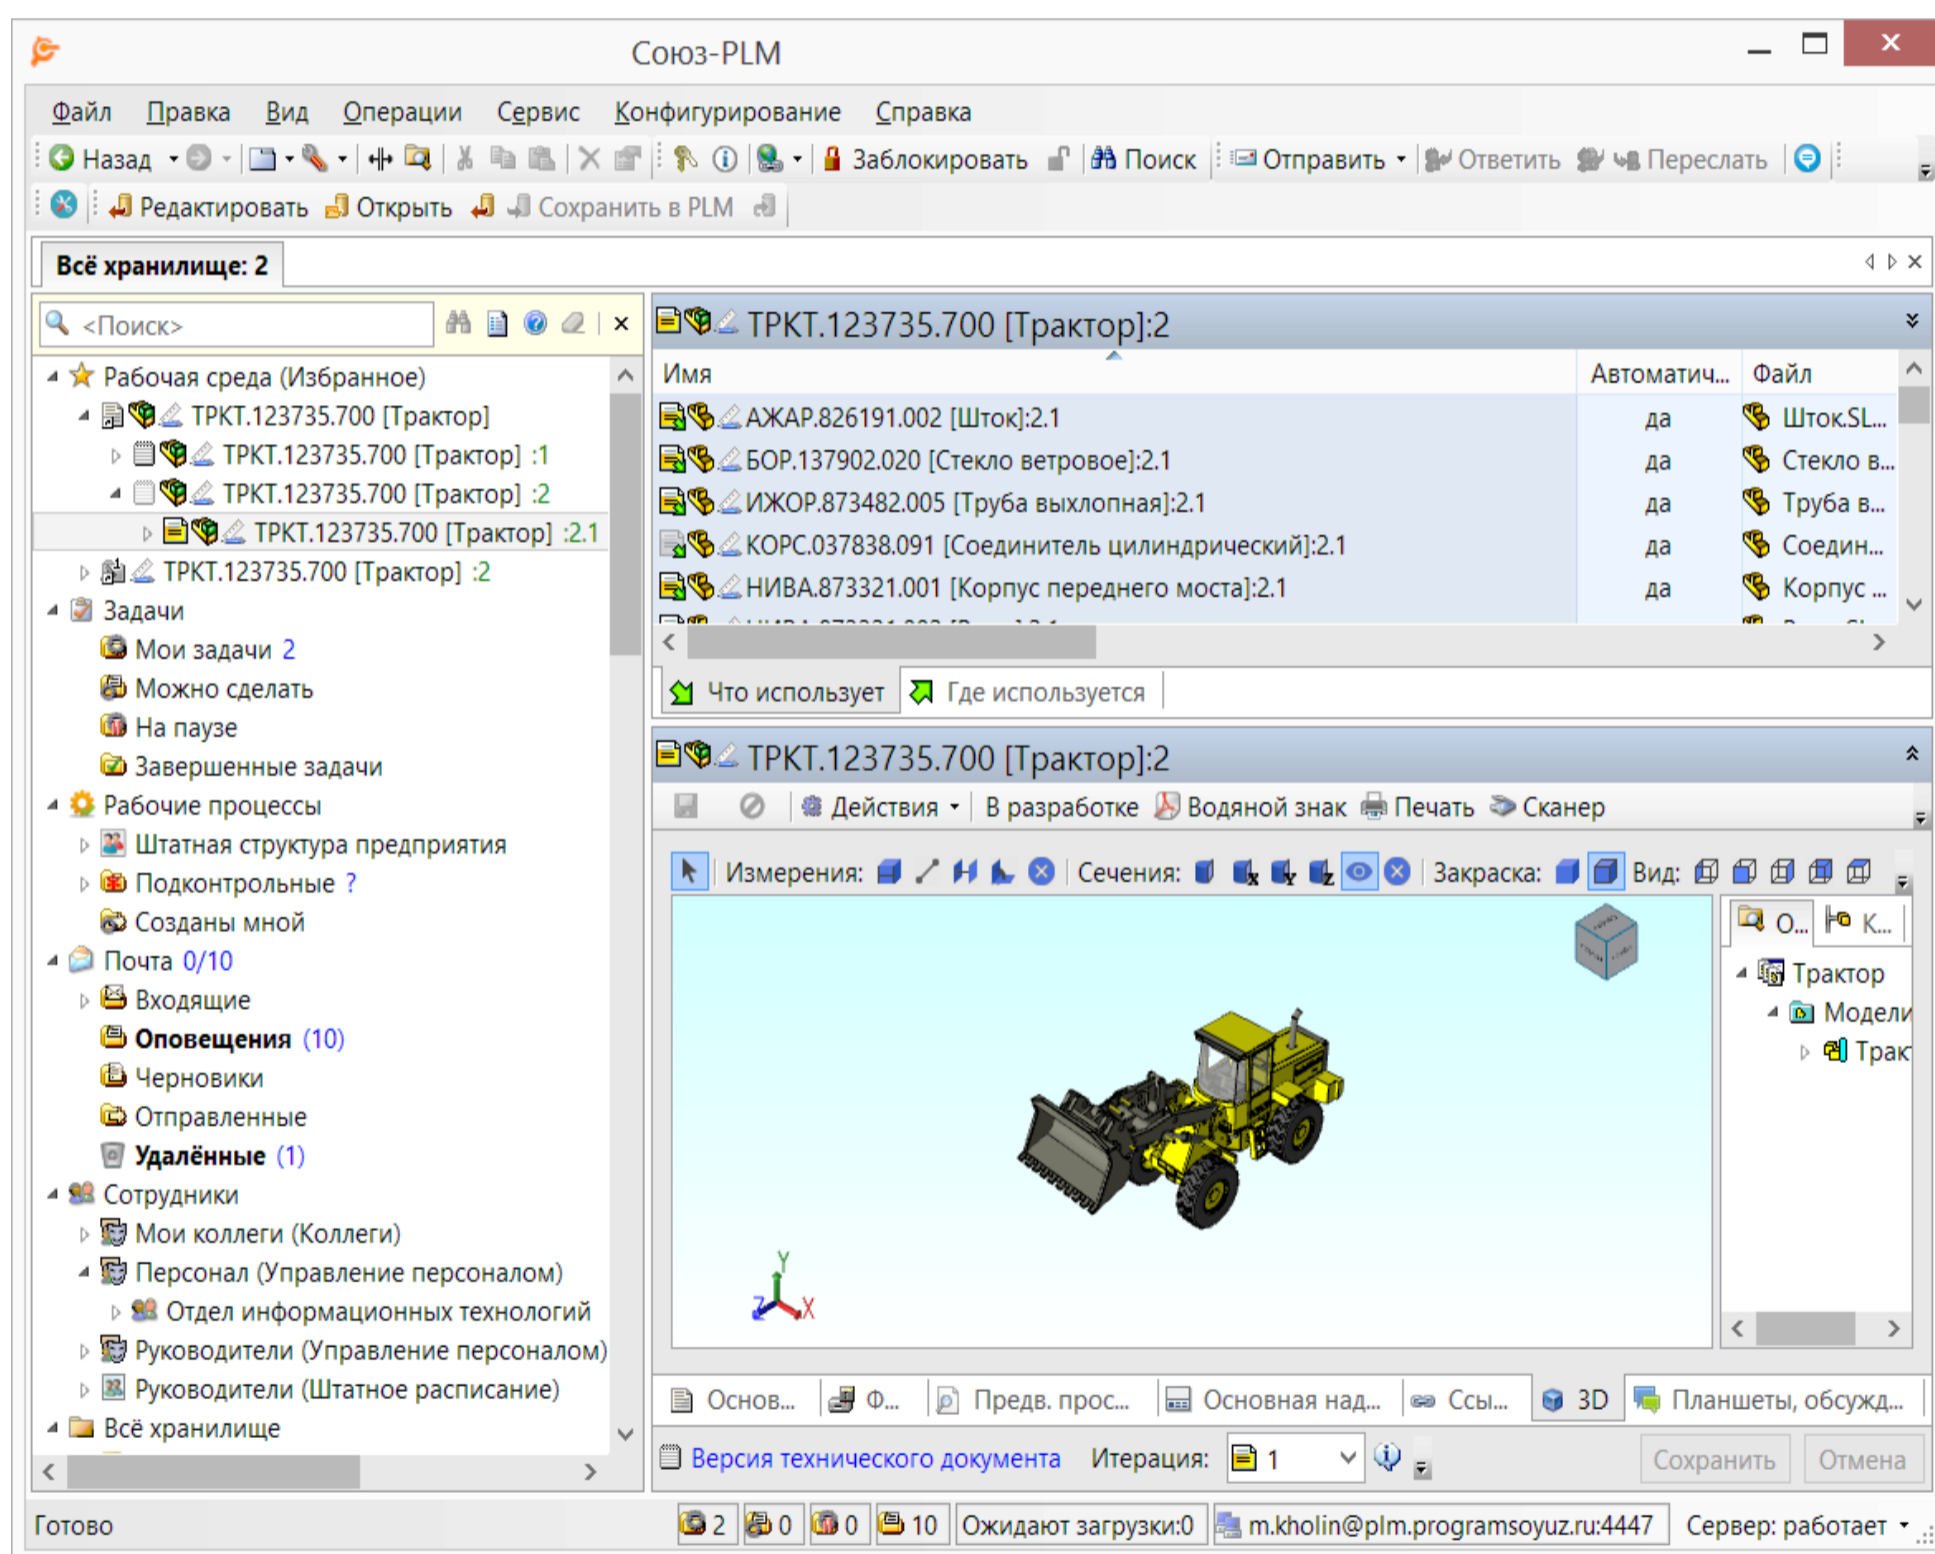 Союз-PLM
Файл Правка Вид Операции Сервис Конфигурирование Справка
Назад Заблокировать Поиск Отправить Ответить Переслать
Редактировать Открыть Сохранить в PLM
Всё хранилище: 2
<Поиск>
Рабочая среда (Избранное)
ТРКТ.123735.700 [Трактор]
ТРКТ.123735.700 [Трактор] :1
ТРКТ.123735.700 [Трактор] :2
ТРКТ.123735.700 [Трактор] :2.1
ТРКТ.123735.700 [Трактор] :2
Задачи
Мои задачи 2
Можно сделать
На паузе
Завершенные задачи
Рабочие процессы
Штатная структура предприятия
Подконтрольные ?
Созданы мной
Почта 0/10
Входящие
Оповещения (10)
Черновики
Отправленные
Удалённые (1)
Сотрудники
Мои коллеги (Коллеги)
Персонал (Управление персоналом)
Отдел информационных технологий
Руководители (Управление персоналом)
Руководители (Штатное расписание)
Всё хранилище
ТРКТ.123735.700 [Трактор]:2
Имя Автоматич... Файл
АЖАР.826191.002 [Шток]:2.1 да Шток.SL...
БОР.137902.020 [Стекло ветровое]:2.1 да Стекло в...
ИЖОР.873482.005 [Труба выхлопная]:2.1 да Труба в...
КОРС.037838.091 [Соединитель цилиндрический]:2.1 да Соедин...
НИВА.873321.001 [Корпус переднего моста]:2.1 да Корпус ...
Что использует Где используется
ТРКТ.123735.700 [Трактор]:2
Действия В разработке Водяной знак Печать Сканер
Измерения: Сечения: X Y Z Закраска: Вид:
О... К...
Трактор
Модели
Трак
Y
Z X
Основ... Ф... Предв. прос... Основная над... Ссы... 3D Планшеты, обсужд...
Версия технического документа Итерация: 1 Сохранить Отмена
Готово 2 0 0 10 Ожидают загрузки:0 m.kholin@plm.programsoyuz.ru:4447 Сервер: работает